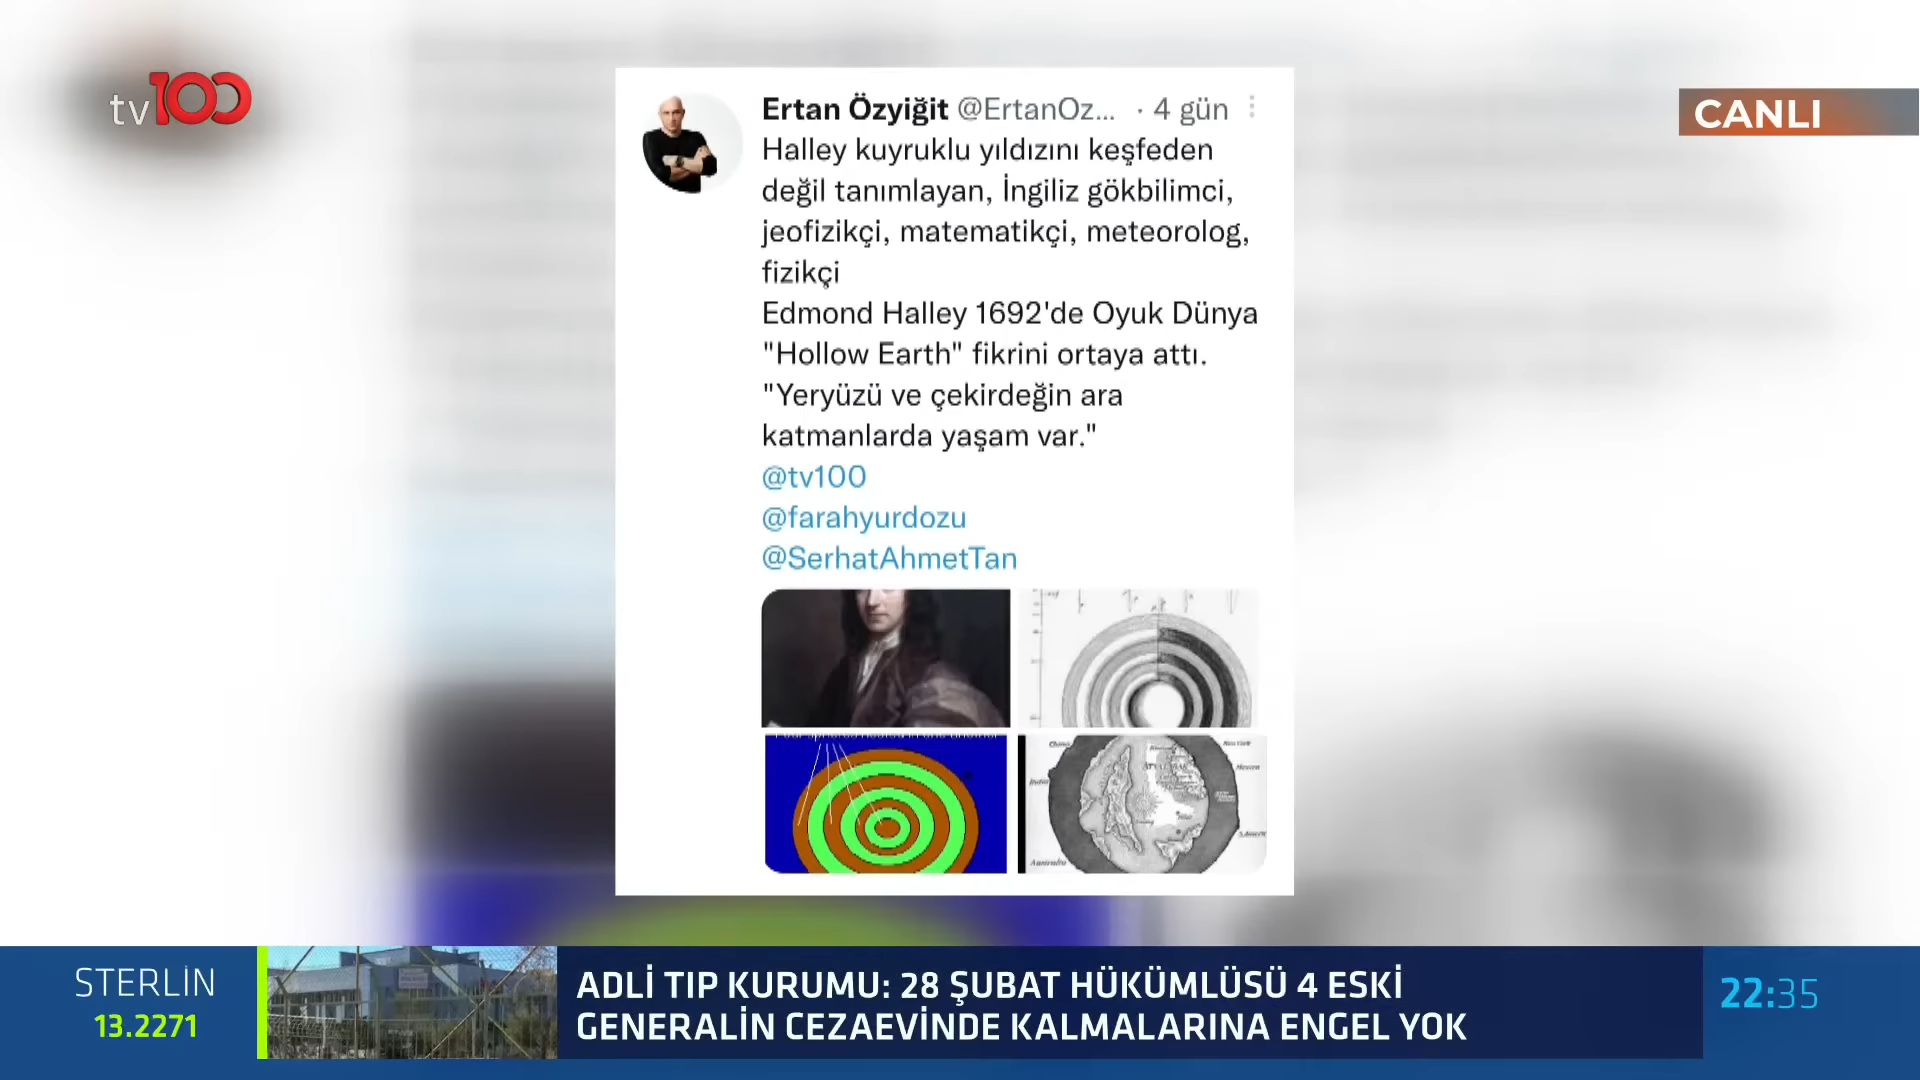 tv100
CANLI
Ertan Özyiğit @ErtanOz... · 4 gün
Halley kuyruklu yıldızını keşfeden
değil tanımlayan, İngiliz gökbilimci,
jeofizikçi, matematikçi, meteorolog,
fizikçi
Edmond Halley 1692'de Oyuk Dünya
"Hollow Earth" fikrini ortaya attı.
"Yeryüzü ve çekirdeğin ara
katmanlarda yaşam var."
@tv100
@farahyurdozu
@SerhatAhmetTan
STERLİN
13.2271
ADLİ TIP KURUMU: 28 ŞUBAT HÜKÜMLÜSÜ 4 ESKİ
GENERALİN CEZAEVİNDE KALMALARINA ENGEL YOK
22:35